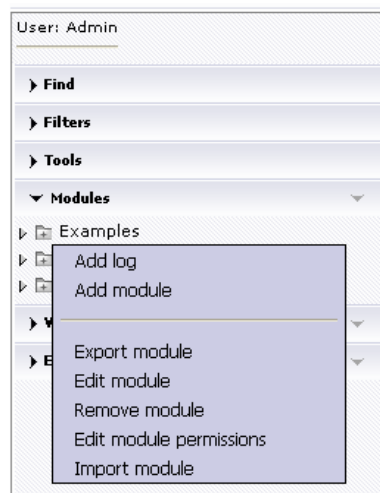 User: Admin
Find
Filters
Tools
Modules
Examples
Add log
Add module
Export module
Edit module
Remove module
Edit module permissions
Import module